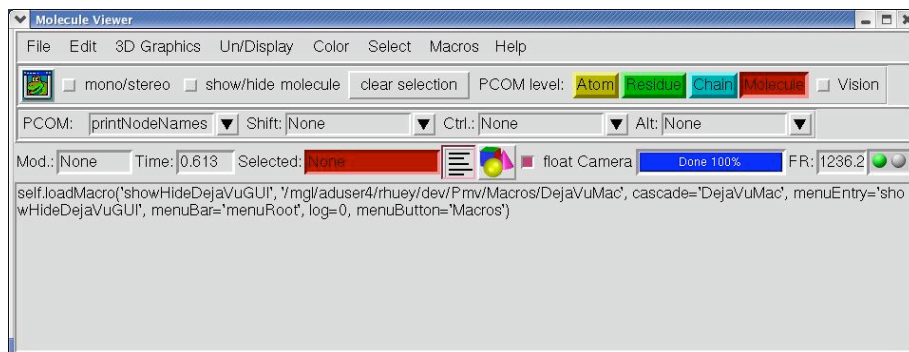 Molecule Viewer
File Edit 3D Graphics Un/Display Color Select Macros Help
mono/stereo show/hide molecule clear selection PCOM level: Atom Residue Chain Molecule Vision
PCOM: printNodeNames Shift: None Ctrl.: None Alt: None
Mod.: None Time: 0.613 Selected: None float Camera Done 100% FR: 1236.2
self.loadMacro('showHideDejaVuGUI', '/mgl/aduser4/rhuey/dev/Pmv/Macros/DejaVuMac', cascade='DejaVuMac', menuEntry='sho
wHideDejaVuGUI', menuBar='menuRoot', log=0, menuButton='Macros')